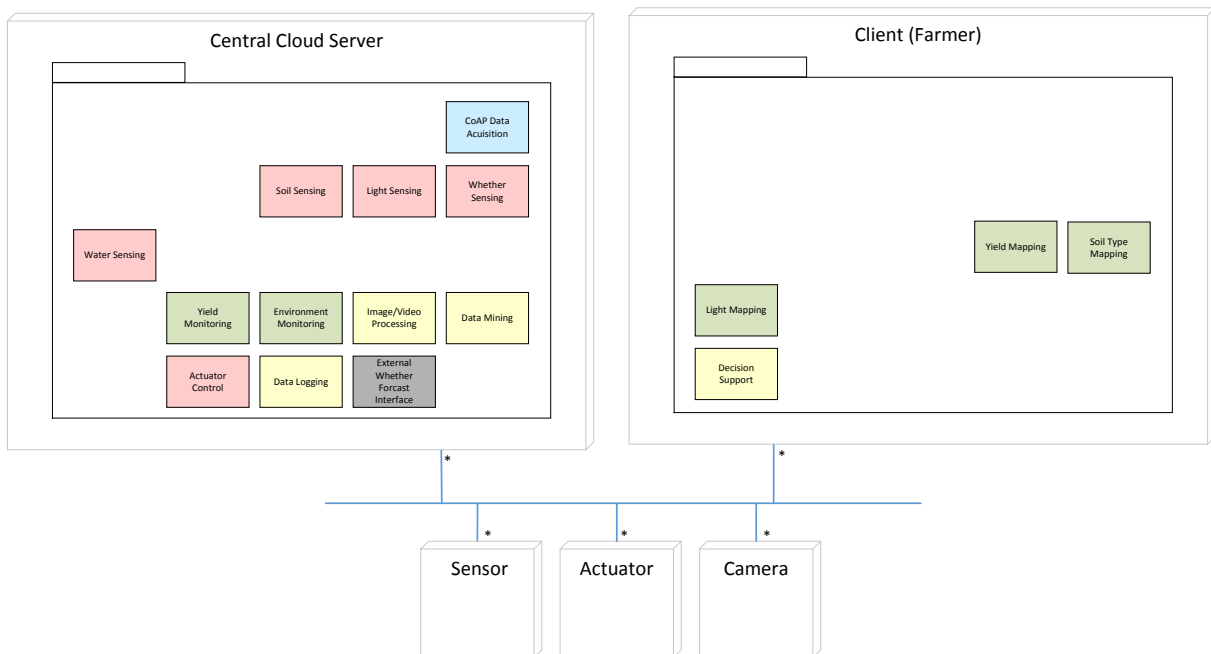 Central Cloud Server
CoAP Data
Acuisition
Soil Sensing
Light Sensing
Whether
Sensing
Water Sensing
Yield
Monitoring
Environment
Monitoring
Image/Video
Processing
Data Mining
Actuator
Control
Data Logging
External
Whether
Forcast
Interface
Client (Farmer)
Yield Mapping
Soil Type
Mapping
Light Mapping
Decision
Support
*
*
*
*
*
Sensor
Actuator
Camera